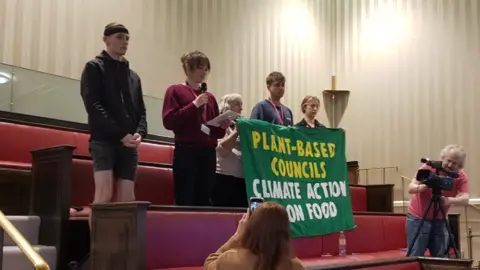 PLANT-BASED
COUNCILS
CLIMATE ACTION
ON FOOD